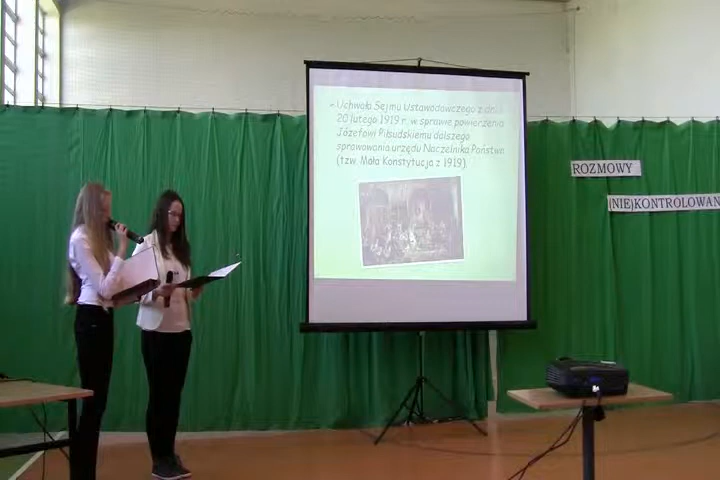 Uchwała Sejmu Ustawodawczego z dnia
20 lutego 1919 r. w sprawie powierzenia
Józefowi Piłsudskiemu dalszego
sprawowania urzędu Naczelnika Państwa
(tzw. Mała Konstytucja z 1919)
ROZMOWY
(NIE)KONTROLOWAN